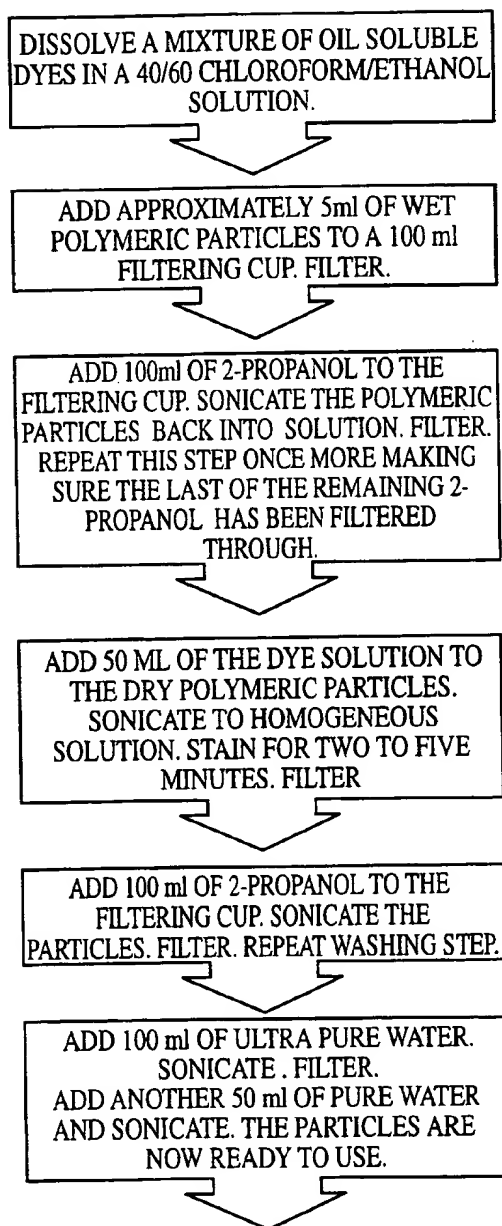 DISSOLVE A MIXTURE OF OIL SOLUBLE
DYES IN A 40/60 CHLOROFORM/ETHANOL
SOLUTION.
ADD APPROXIMATELY 5ml OF WET
POLYMERIC PARTICLES TO A 100 ml
FILTERING CUP. FILTER.
ADD 100ml OF 2-PROPANOL TO THE
FILTERING CUP. SONICATE THE POLYMERIC
PARTICLES BACK INTO SOLUTION. FILTER.
REPEAT THIS STEP ONCE MORE MAKING
SURE THE LAST OF THE REMAINING 2-
PROPANOL HAS BEEN FILTERED
THROUGH.
ADD 50 ML OF THE DYE SOLUTION TO
THE DRY POLYMERIC PARTICLES.
SONICATE TO HOMOGENEOUS
SOLUTION. STAIN FOR TWO TO FIVE
MINUTES. FILTER
ADD 100 ml OF 2-PROPANOL TO THE
FILTERING CUP. SONICATE THE
PARTICLES. FILTER. REPEAT WASHING STEP.
ADD 100 ml OF ULTRA PURE WATER.
SONICATE . FILTER.
ADD ANOTHER 50 ml OF PURE WATER
AND SONICATE. THE PARTICLES ARE
NOW READY TO USE.